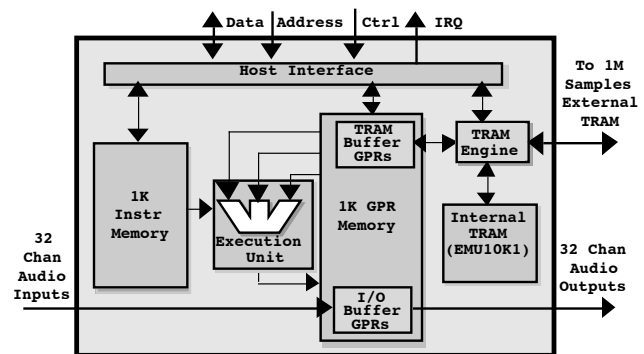 Data Address Ctrl IRQ
Host Interface
To 1M
Samples
External
TRAM
TRAM
Buffer
GPRs
TRAM
Engine
1K
Instr
Memory
1K GPR
Memory
Execution
Unit
Internal
TRAM
(EMU10K1)
32
Chan
Audio
Inputs
32 Chan
Audio
Outputs
I/O
Buffer
GPRs